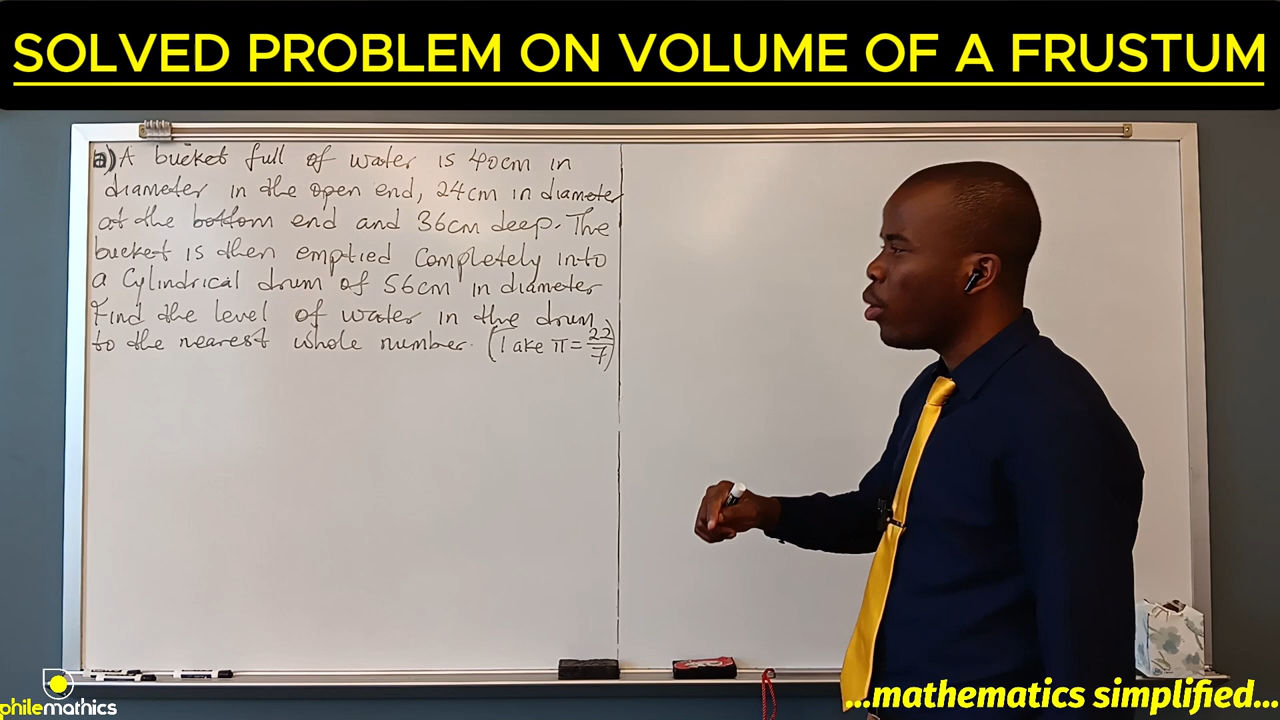 SOLVED PROBLEM ON VOLUME OF A FRUSTUM
a) A bucket full of water is 40cm in
diameter in the open end, 24cm in diameter
at the bottom end and 36cm deep. The
bucket is then emptied completely into
a cylindrical drum of 56cm in diameter
Find the level of water in the drum,
to the nearest whole number. (Take π=22/7)
philemathics
...mathematics simplified...